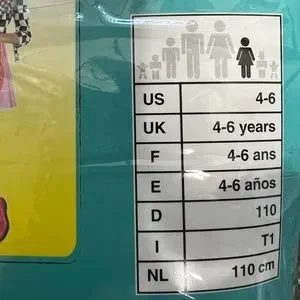 US 4-6
UK 4-6 years
F 4-6 ans
E 4-6 años
D 110
I T1
NL 110 cm